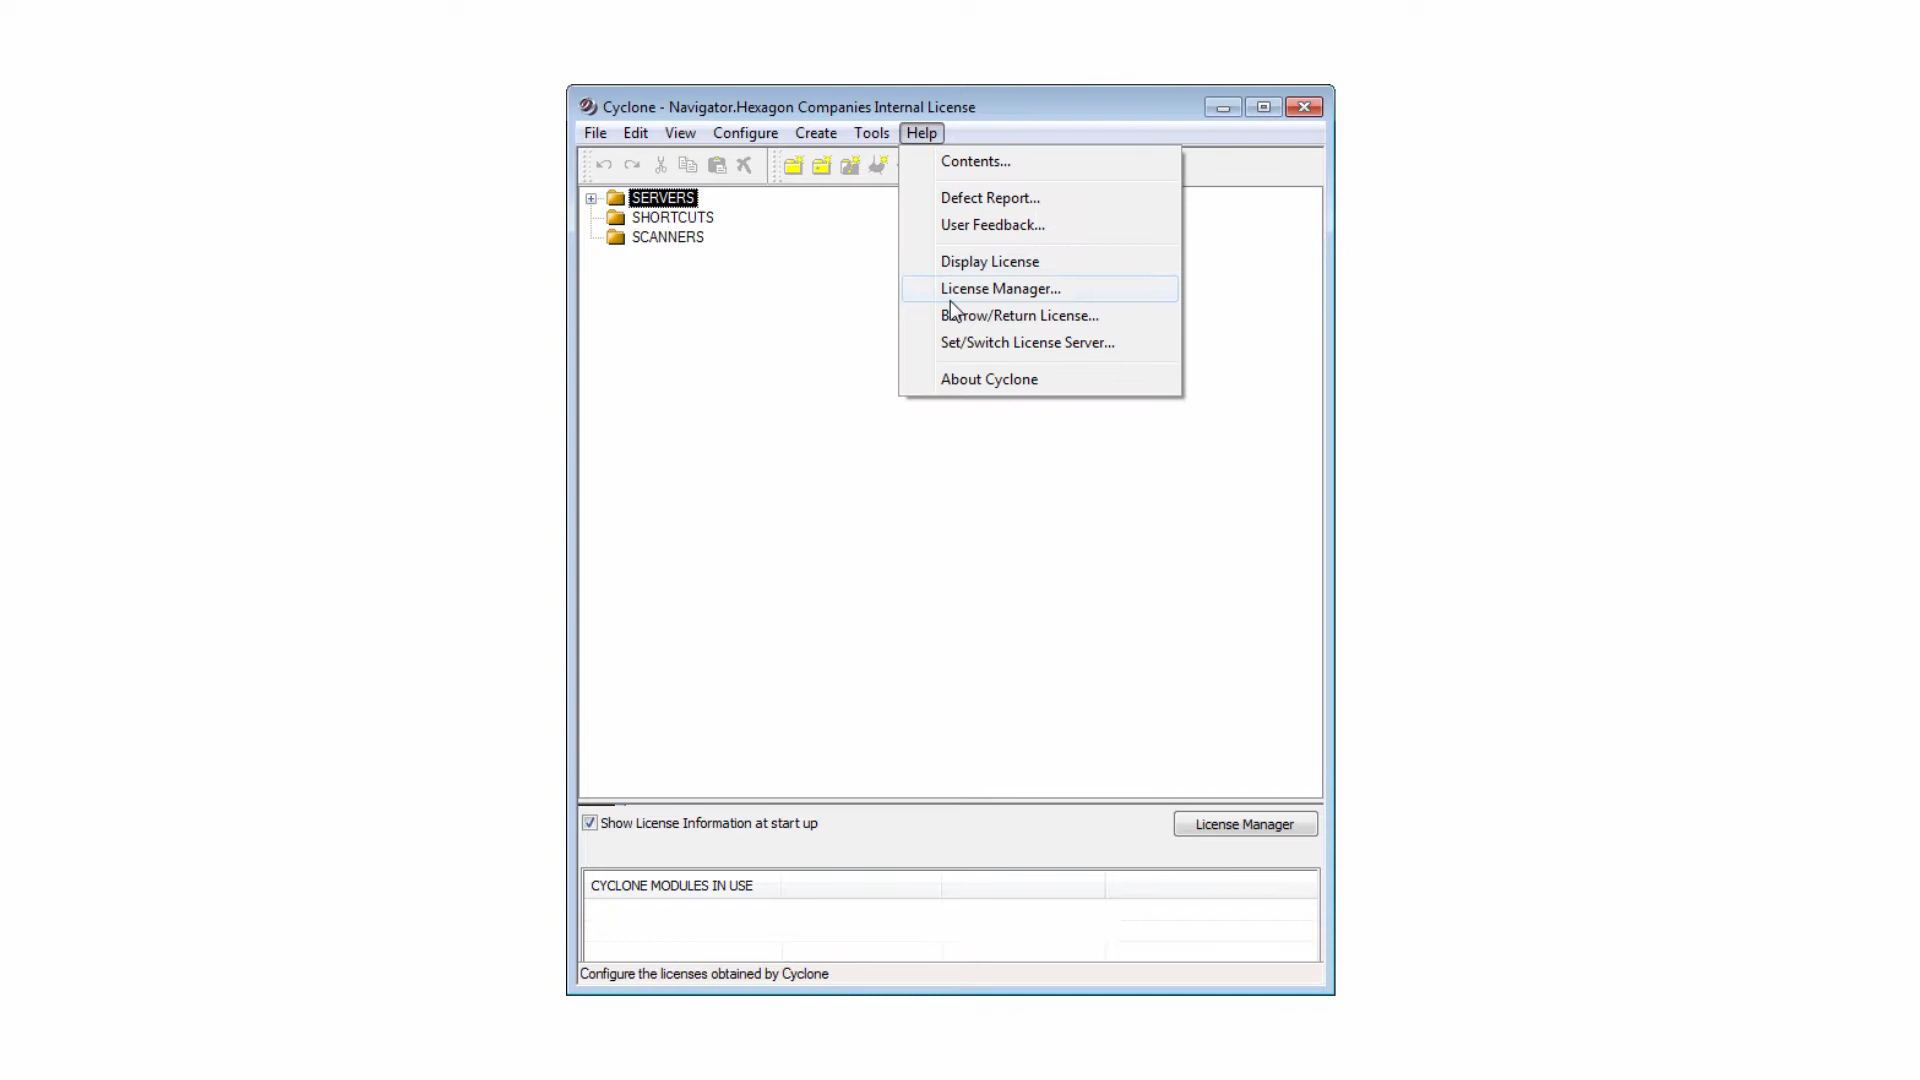 Cyclone - Navigator.Hexagon Companies Internal License
File Edit View Configure Create Tools Help
Contents...
Defect Report...
User Feedback...
Display License
License Manager...
Borrow/Return License...
Set/Switch License Server...
About Cyclone
SERVERS
SHORTCUTS
SCANNERS
Show License Information at start up
License Manager
CYCLONE MODULES IN USE
Configure the licenses obtained by Cyclone